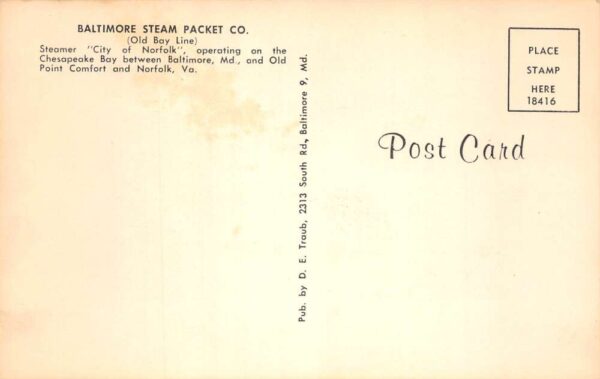 BALTIMORE STEAM PACKET CO.
(Old Bay Line)
Steamer "City of Norfolk", operating on the
Chesapeake Bay between Baltimore, Md., and Old
Point Comfort and Norfolk, Va.
Pub. by D. E. Traub, 2313 South Rd., Baltimore 9, Md.
PLACE
STAMP
HERE
18416
Post Card